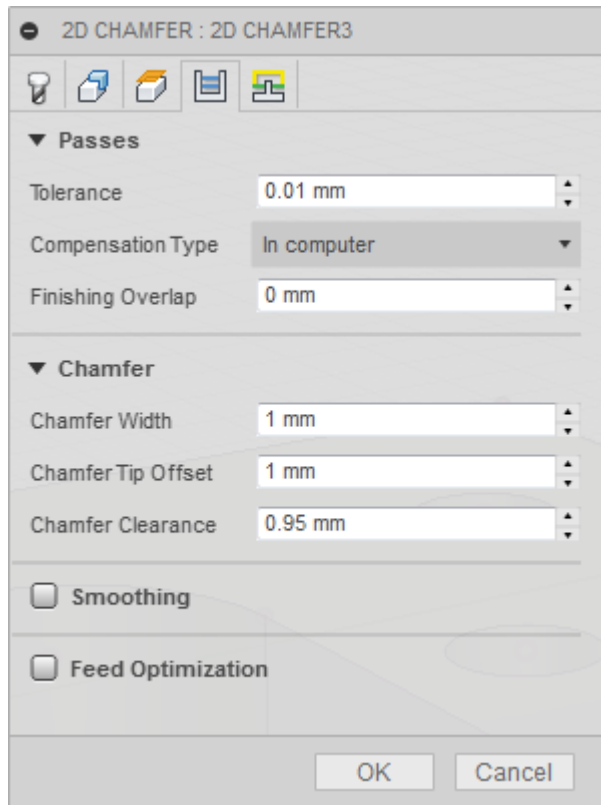 2D CHAMFER : 2D CHAMFER3
Passes
Tolerance 0.01 mm
Compensation Type In computer
Finishing Overlap 0 mm
Chamfer
Chamfer Width 1 mm
Chamfer Tip Offset 1 mm
Chamfer Clearance 0.95 mm
Smoothing
Feed Optimization
OK Cancel